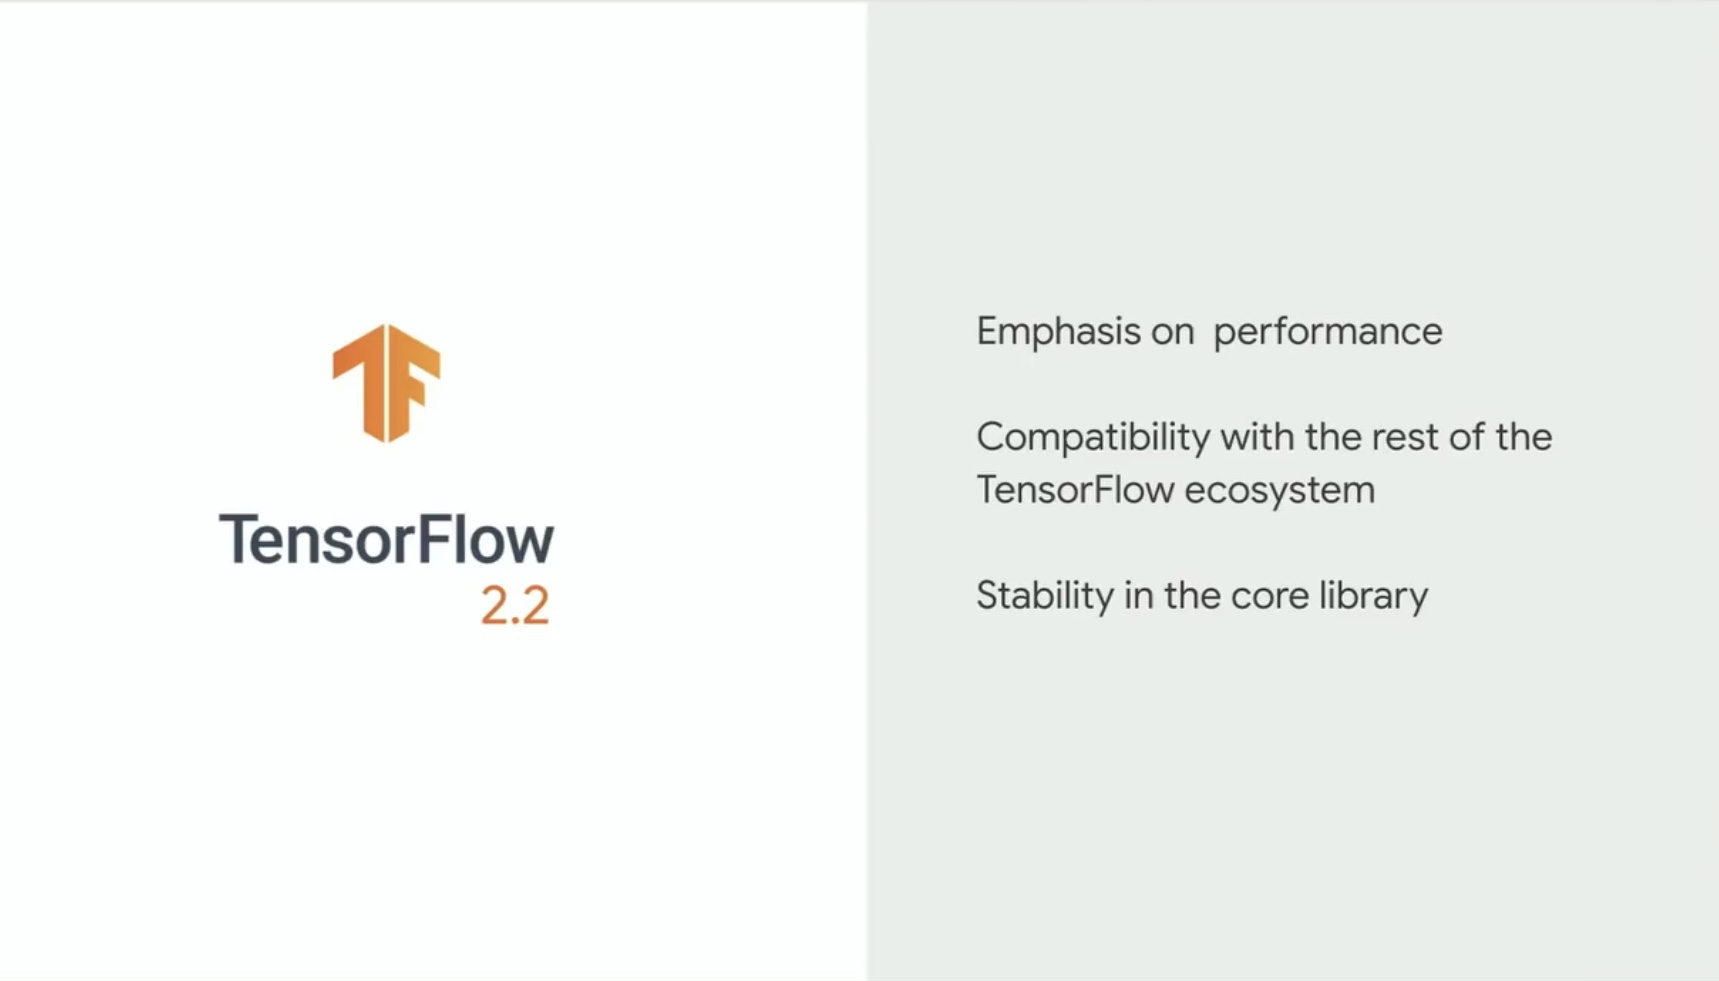 TensorFlow
2.2
Emphasis on  performance
Compatibility with the rest of the
TensorFlow ecosystem
Stability in the core library